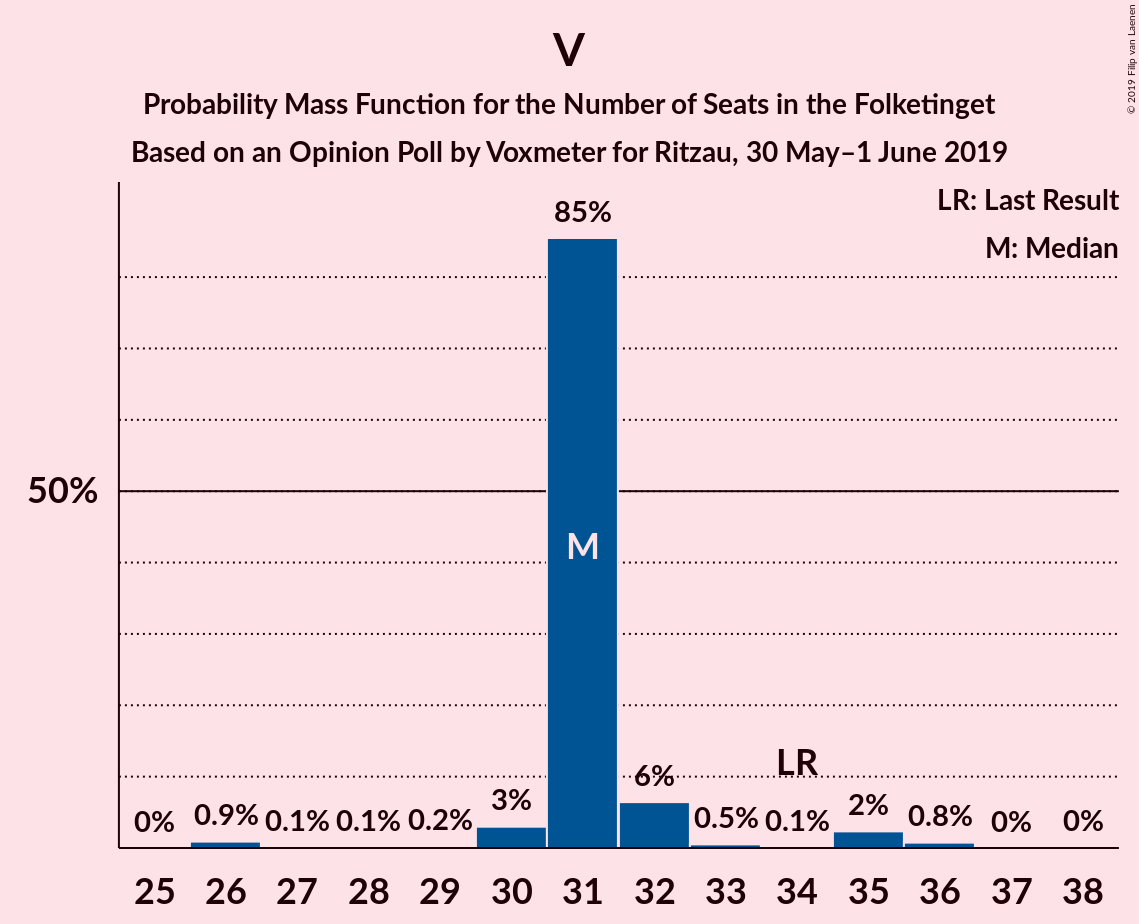 V
Probability Mass Function for the Number of Seats in the Folketinget
Based on an Opinion Poll by Voxmeter for Ritzau, 30 May–1 June 2019
© 2019 Filip van Laenen
LR: Last Result
M: Median
85%
50%
M
LR
0%
0.9%
0.1%
0.1%
0.2%
3%
6%
0.5%
0.1%
2%
0.8%
0%
0%
25 26 27 28 29 30 31 32 33 34 35 36 37 38